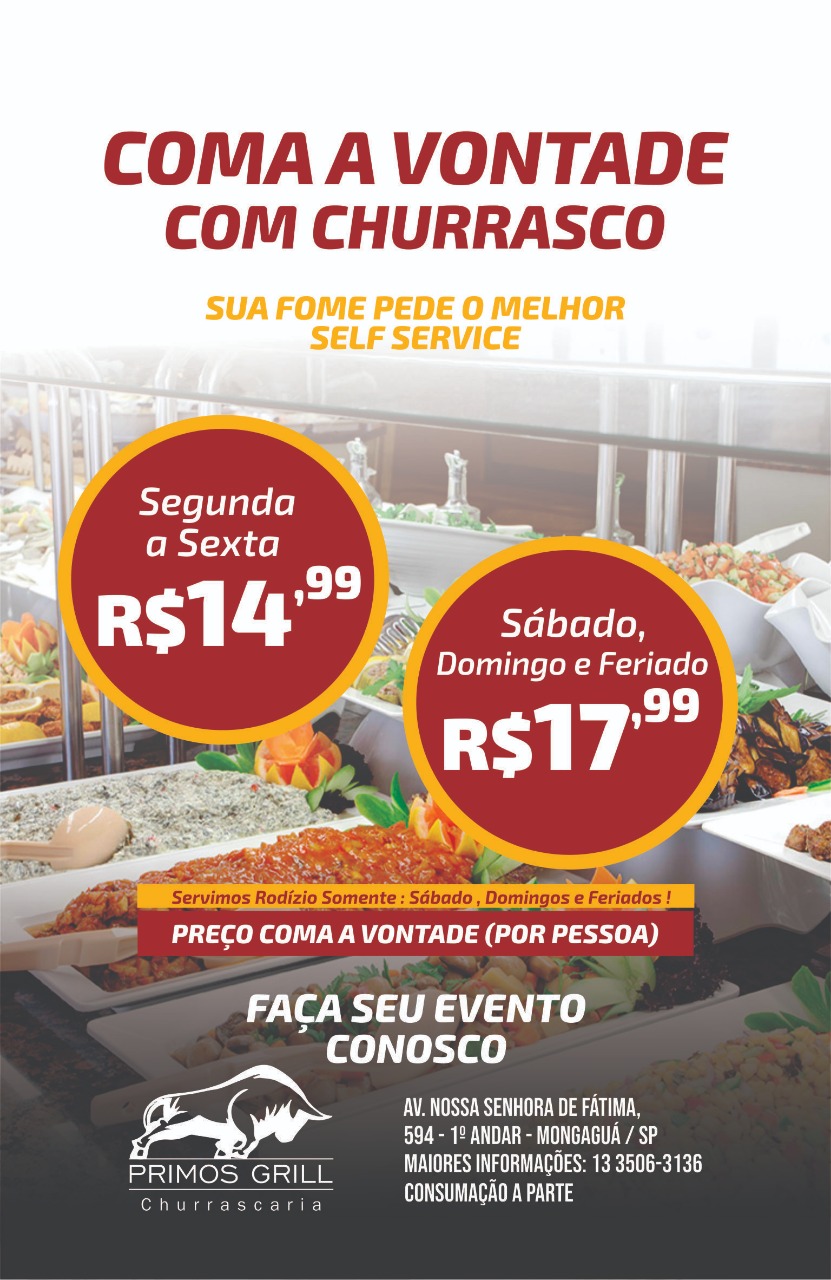 COMA A VONTADE
COM CHURRASCO
SUA FOME PEDE O MELHOR
SELF SERVICE
Segunda
a Sexta
R$14,99
Sábado,
Domingo e Feriado
R$17,99
Servimos Rodízio Somente : Sábado , Domingos e Feriados !
PREÇO COMA A VONTADE (POR PESSOA)
FAÇA SEU EVENTO
CONOSCO
PRIMOS GRILL
Churrascaria
AV. NOSSA SENHORA DE FÁTIMA,
594 - 1º ANDAR - MONGAGUÁ / SP
MAIORES INFORMAÇÕES: 13 3506-3136
CONSUMAÇÃO A PARTE